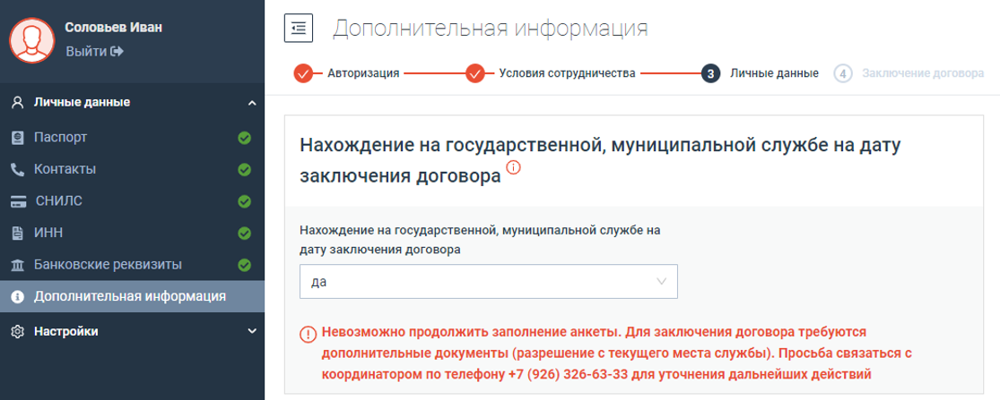 Соловьев Иван
Выйти
Личные данные
Паспорт
Контакты
СНИЛС
ИНН
Банковские реквизиты
Дополнительная информация
Настройки
Дополнительная информация
Авторизация
Условия сотрудничества
3 Личные данные
4 Заключение договора
Нахождение на государственной, муниципальной службе на дату
заключения договора
Нахождение на государственной, муниципальной службе на
дату заключения договора
да
Невозможно продолжить заполнение анкеты. Для заключения договора требуются
дополнительные документы (разрешение с текущего места службы). Просьба связаться с
координатором по телефону +7 (926) 326-63-33 для уточнения дальнейших действий